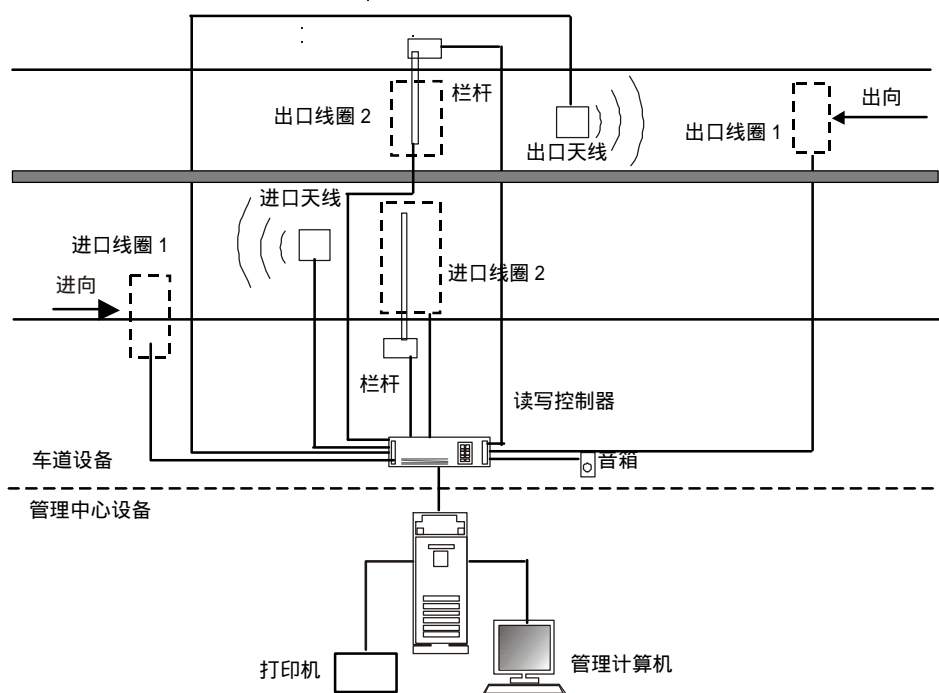 栏杆
出向
出口线圈 2
出口线圈 1
出口天线
进口天线
进口线圈 1
进口线圈 2
进向
栏杆
读写控制器
车道设备
音箱
管理中心设备
打印机
管理计算机